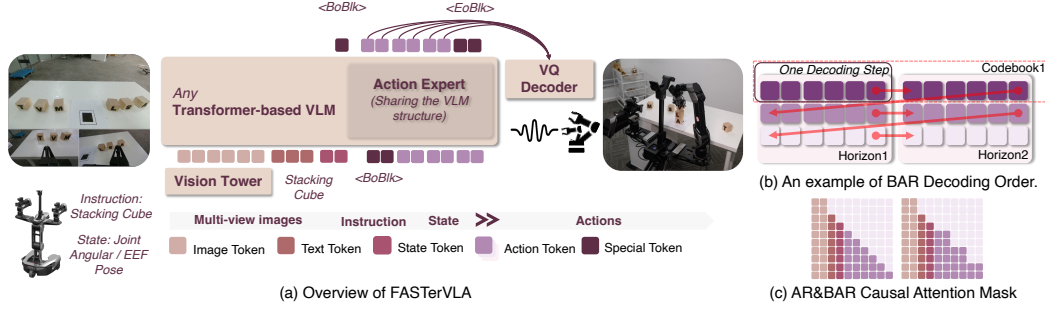 <BoBlk>
<EoBlk>
Any
Transformer-based VLM
Action Expert
(Sharing the VLM
structure)
VQ
Decoder
Vision Tower
Stacking
Cube
<BoBlk>
Instruction:
Stacking Cube
State: Joint
Angular / EEF
Pose
Multi-view images
Instruction
State
Actions
Image Token
Text Token
State Token
Action Token
Special Token
(a) Overview of FASTerVLA
One Decoding Step
Codebook1
Horizon1
Horizon2
(b) An example of BAR Decoding Order.
(c) AR&BAR Causal Attention Mask